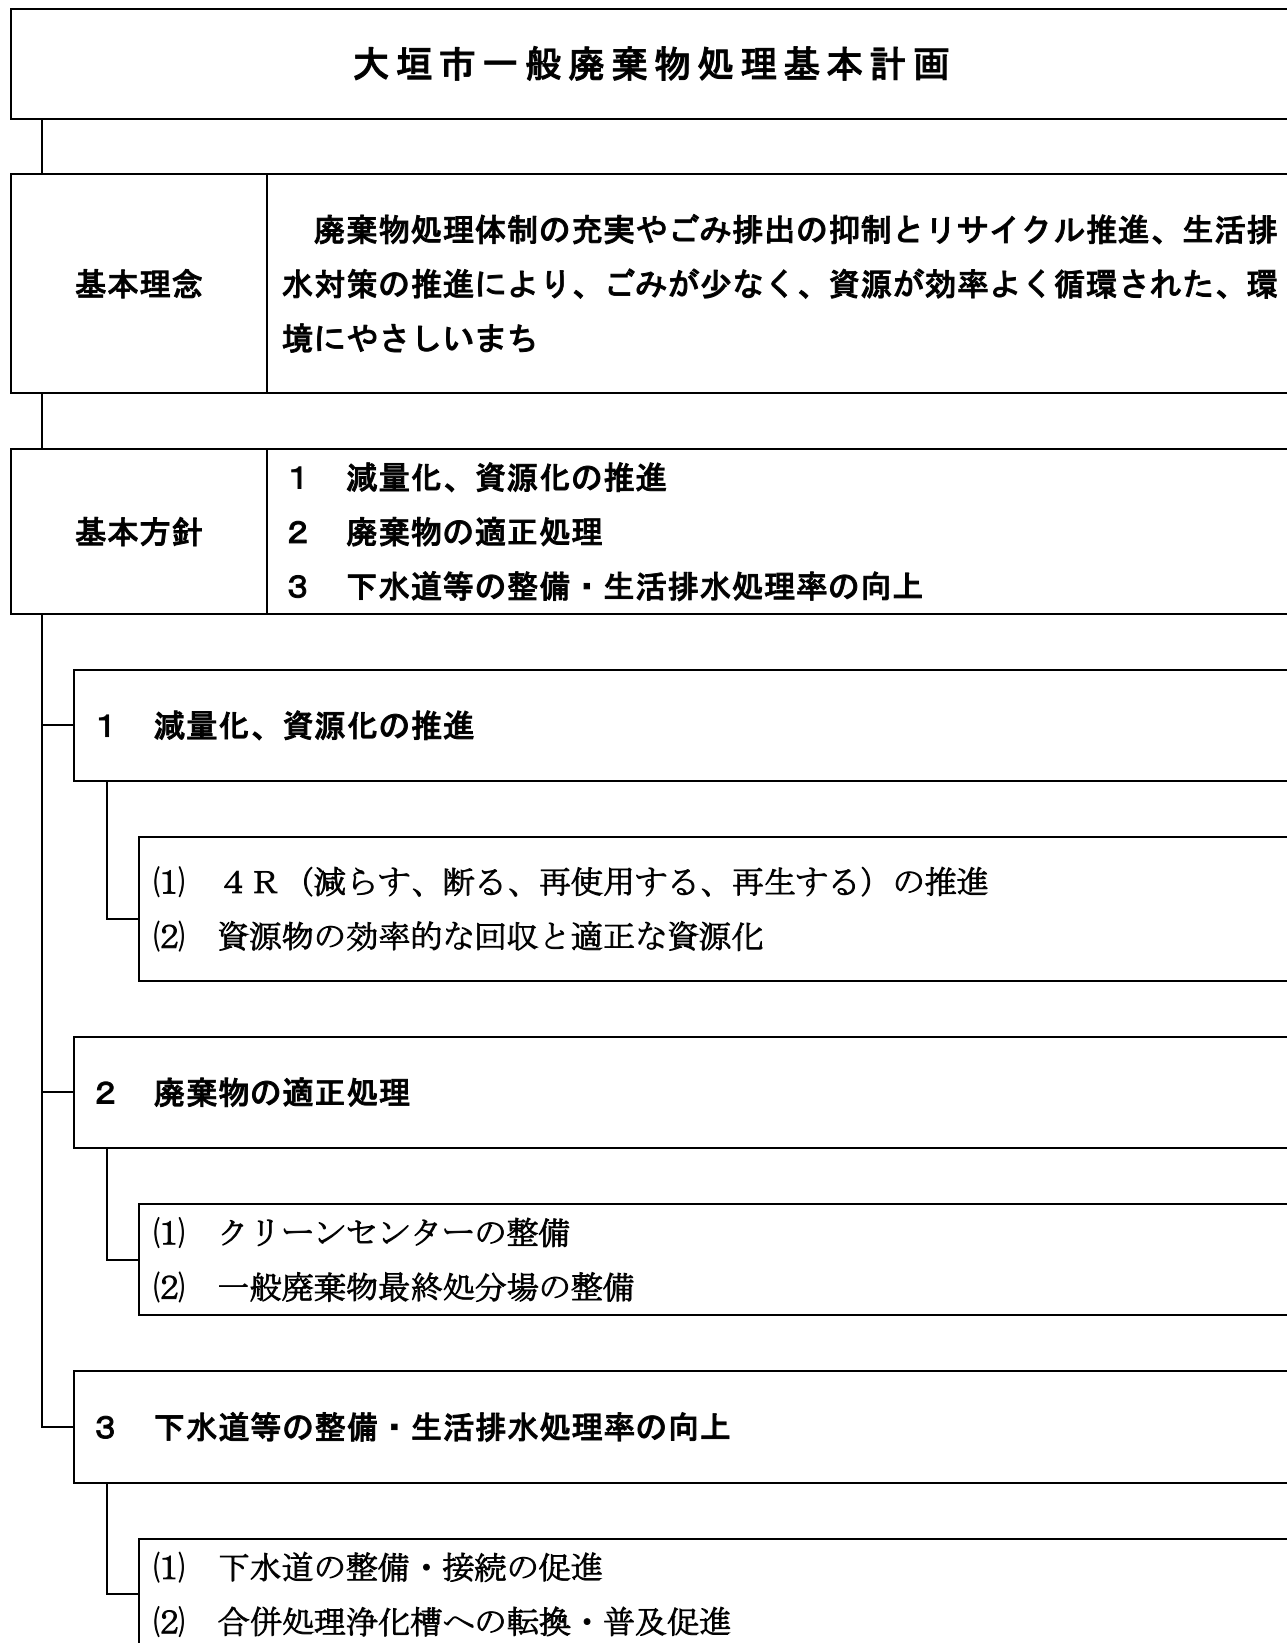 大垣市一般廃棄物処理基本計画
基本理念
　廃棄物処理体制の充実やごみ排出の抑制とリサイクル推進、生活排
水対策の推進により、ごみが少なく、資源が効率よく循環された、環
境にやさしいまち
基本方針
１　減量化、資源化の推進
２　廃棄物の適正処理
３　下水道等の整備・生活排水処理率の向上
１　減量化、資源化の推進
⑴　４Ｒ（減らす、断る、再使用する、再生する）の推進
⑵　資源物の効率的な回収と適正な資源化
２　廃棄物の適正処理
⑴　クリーンセンターの整備
⑵　一般廃棄物最終処分場の整備
３　下水道等の整備・生活排水処理率の向上
⑴　下水道の整備・接続の促進
⑵　合併処理浄化槽への転換・普及促進